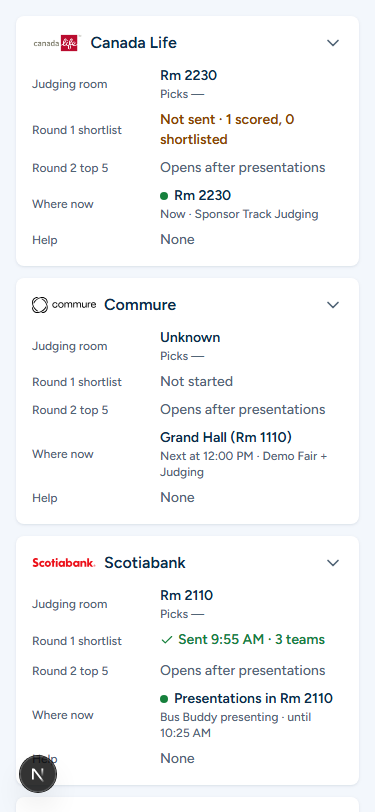 canada life Canada Life
Judging room
Rm 2230
Picks —
Round 1 shortlist
Not sent · 1 scored, 0
shortlisted
Round 2 top 5
Opens after presentations
Where now
Rm 2230
Now · Sponsor Track Judging
Help
None
commure Commure
Judging room
Unknown
Picks —
Round 1 shortlist
Not started
Round 2 top 5
Opens after presentations
Where now
Grand Hall (Rm 1110)
Next at 12:00 PM · Demo Fair +
Judging
Help
None
Scotiabank. Scotiabank
Judging room
Rm 2110
Picks —
Round 1 shortlist
✓ Sent 9:55 AM · 3 teams
Round 2 top 5
Opens after presentations
Where now
Presentations in Rm 2110
Bus Buddy presenting · until
10:25 AM
Help
None
N